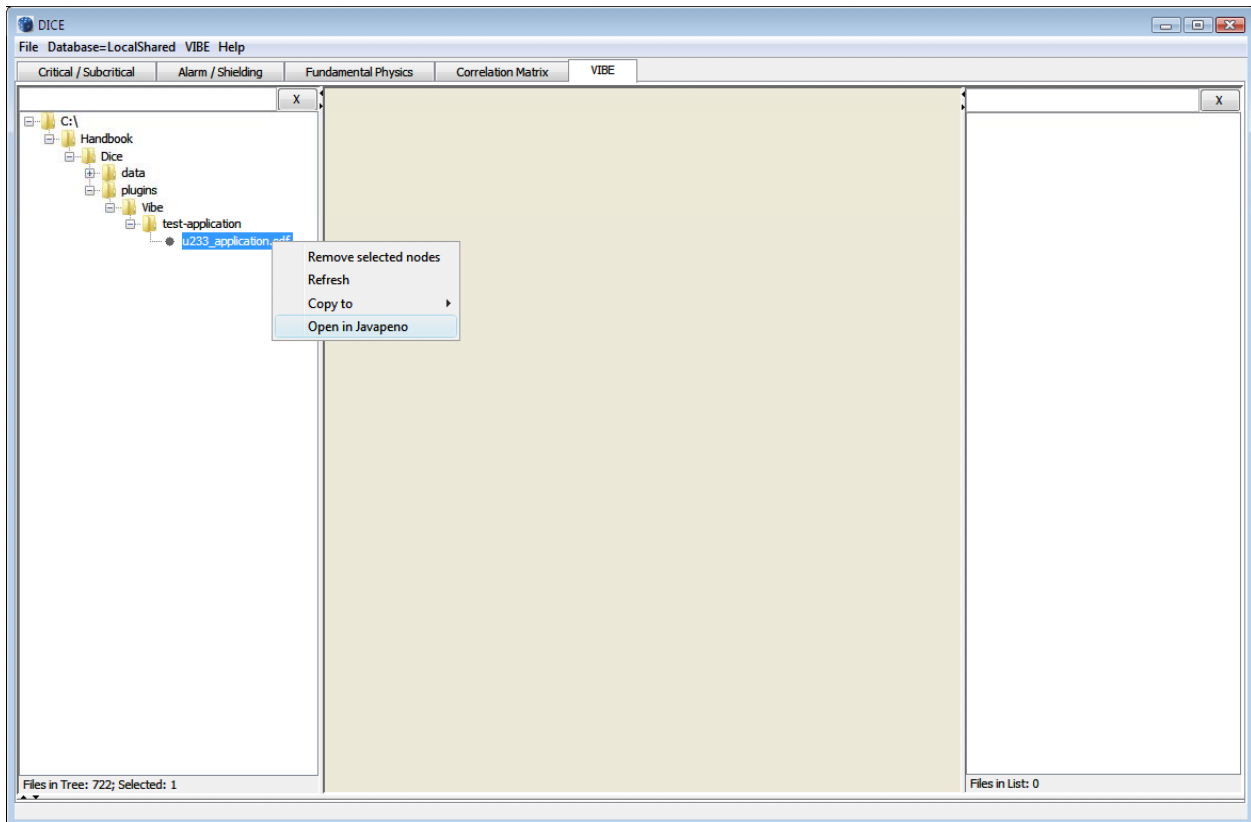 DICE
File Database=LocalShared VIBE Help
Critical / Subcritical Alarm / Shielding Fundamental Physics Correlation Matrix VIBE
X X
C:\
Handbook
Dice
data
plugins
Vibe
test-application
u233_application.sdf
Remove selected nodes
Refresh
Copy to
Open in Javapeno
Files in Tree: 722; Selected: 1 Files in List: 0